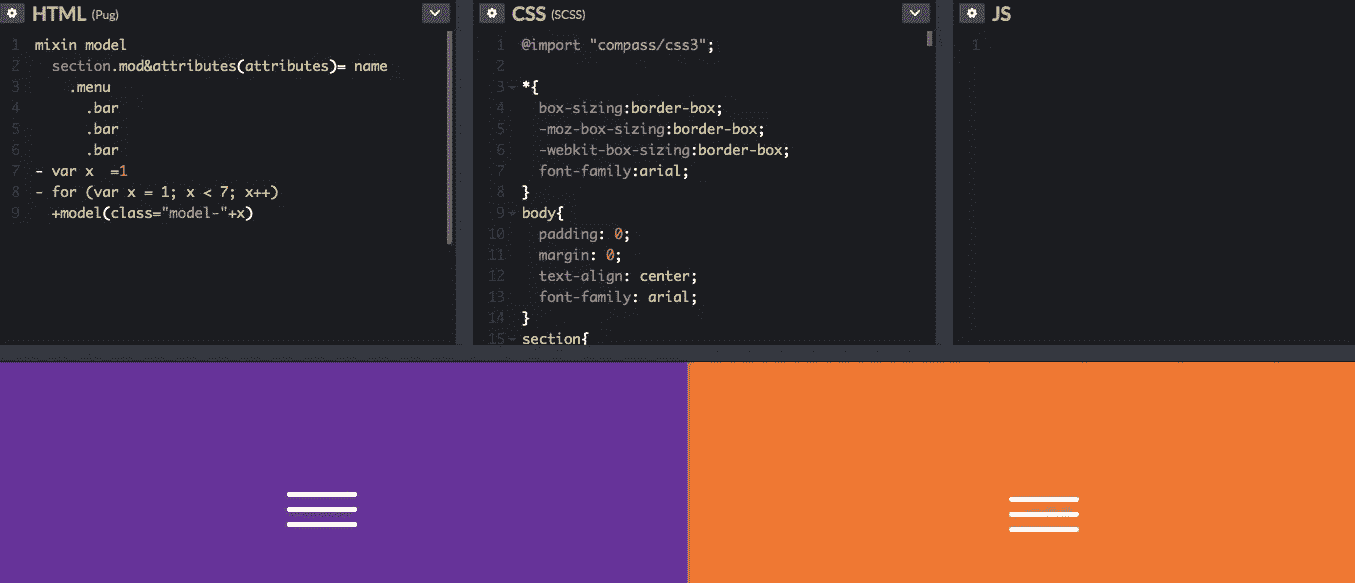 HTML (Pug)
1 mixin model
2 section.mod&attributes(attributes)= name
3 .menu
4 .bar
5 .bar
6 .bar
7 - var x  =1
8 - for (var x = 1; x < 7; x++)
9 +model(class="model-"+x)
CSS (SCSS)
1 @import "compass/css3";
2
3 *{
4 box-sizing:border-box;
5 -moz-box-sizing:border-box;
6 -webkit-box-sizing:border-box;
7 font-family:arial;
8 }
9 body{
10 padding: 0;
11 margin: 0;
12 text-align: center;
13 font-family: arial;
14 }
15 section{
JS
1